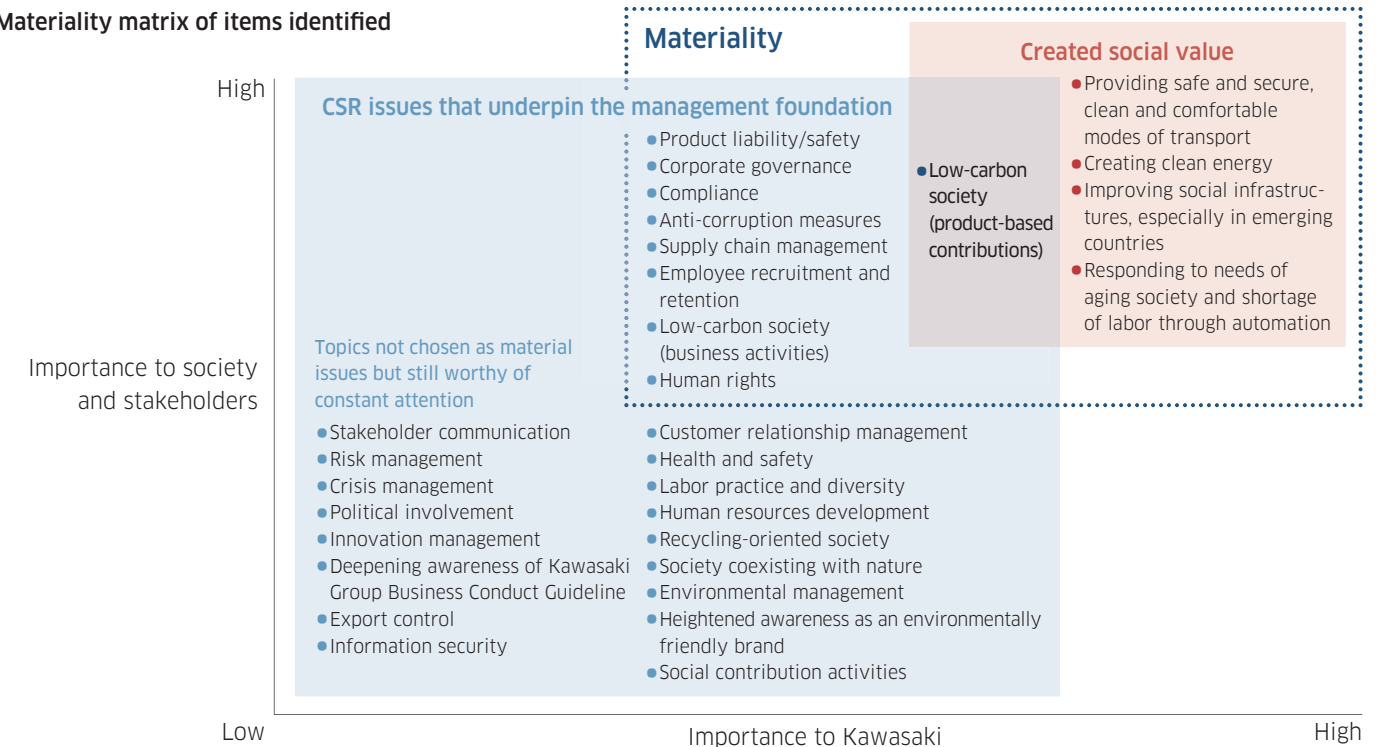 Materiality matrix of items identified
Materiality
Created social value
High
CSR issues that underpin the management foundation
• Product liability/safety
• Corporate governance
• Compliance
• Anti-corruption measures
• Supply chain management
• Employee recruitment and
retention
• Low-carbon society
(business activities)
• Human rights
• Low-carbon
society
(product-based
contributions)
• Providing safe and secure,
clean and comfortable
modes of transport
• Creating clean energy
• Improving social infrastruc-
tures, especially in emerging
countries
• Responding to needs of
aging society and shortage
of labor through automation
Importance to society
and stakeholders
Topics not chosen as material
issues but still worthy of
constant attention
• Stakeholder communication
• Risk management
• Crisis management
• Political involvement
• Innovation management
• Deepening awareness of Kawasaki
Group Business Conduct Guideline
• Export control
• Information security
• Customer relationship management
• Health and safety
• Labor practice and diversity
• Human resources development
• Recycling-oriented society
• Society coexisting with nature
• Environmental management
• Heightened awareness as an environmentally
friendly brand
• Social contribution activities
Low
Importance to Kawasaki
High